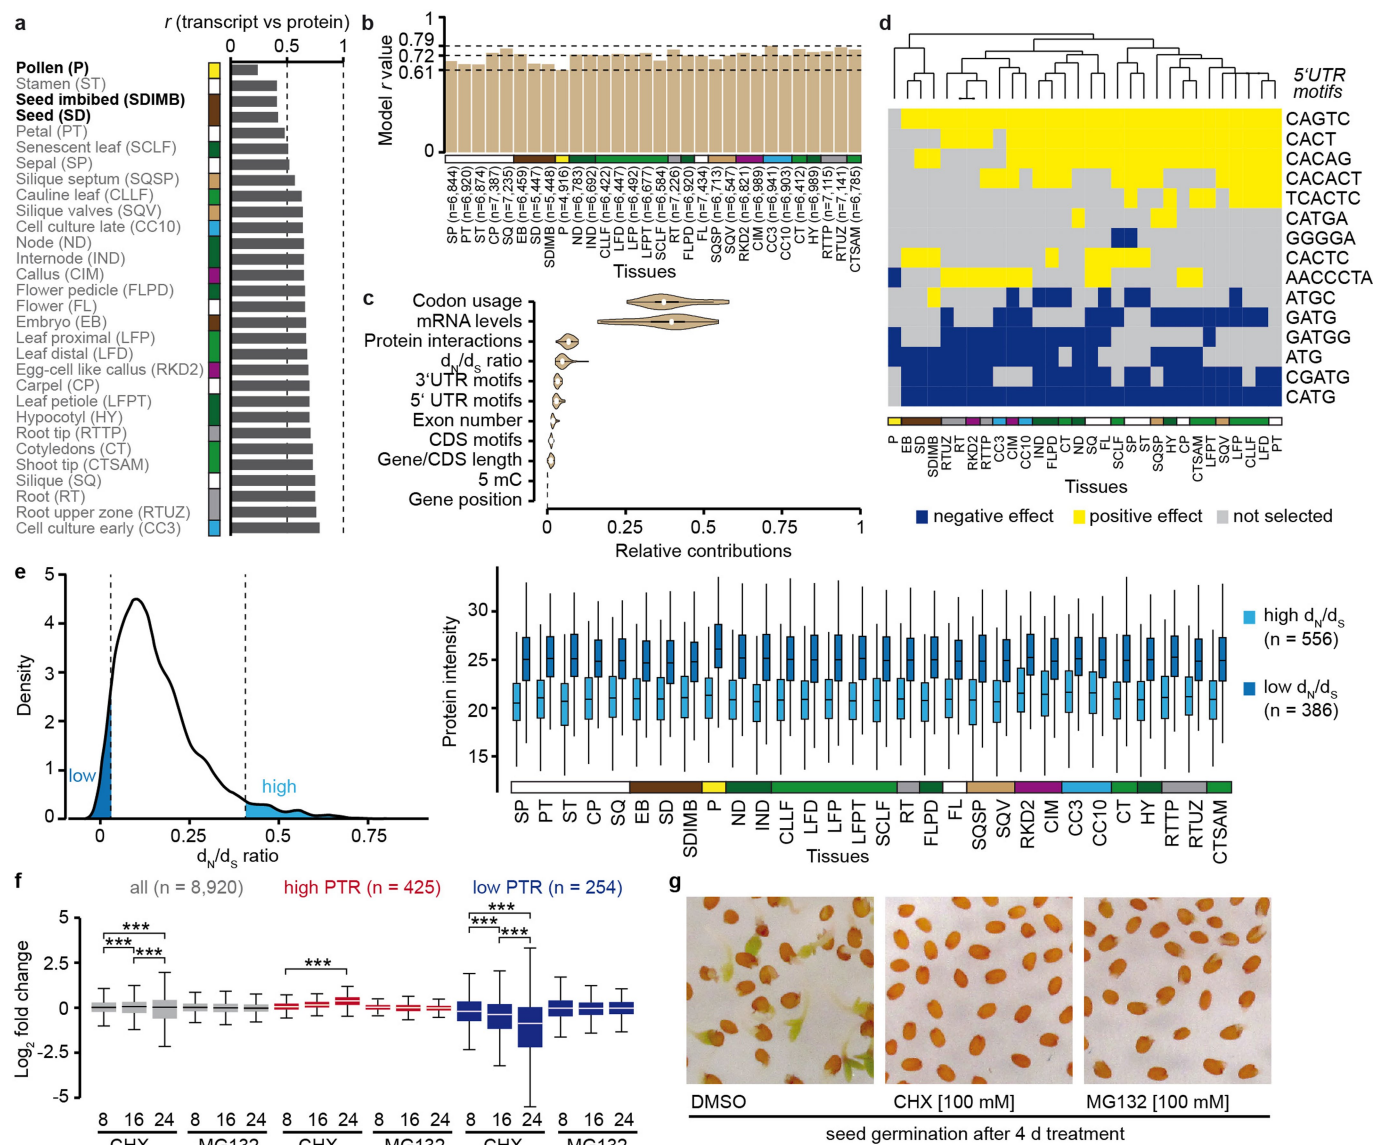 a
r (transcript vs protein)
0 0.5 1
Pollen (P)
Stamen (ST)
Seed imbibed (SDIMB)
Seed (SD)
Petal (PT)
Senescent leaf (SCLF)
Sepal (SP)
Silique septum (SQSP)
Cauline leaf (CLLF)
Silique valves (SQV)
Cell culture late (CC10)
Node (ND)
Internode (IND)
Callus (CIM)
Flower pedicle (FLPD)
Flower (FL)
Embryo (EB)
Leaf proximal (LFP)
Leaf distal (LFD)
Egg-cell like callus (RKD2)
Carpel (CP)
Leaf petiole (LFPT)
Hypocotyl (HY)
Root tip (RTTP)
Cotyledons (CT)
Shoot tip (CTSAM)
Silique (SQ)
Root (RT)
Root upper zone (RTUZ)
Cell culture early (CC3)
b
Model r value
1
0.79
0.72
0.61
0
SP (n=6,844)
PT (n=6,920)
ST (n=6,874)
CP (n=7,387)
SQ (n=7,235)
EB (n=6,459)
SD (n=5,447)
SDIMB (n=5,448)
P (n=4,916)
ND (n=6,783)
IND (n=6,692)
CLLF (n=6,422)
LFD (n=6,447)
LFP (n=6,492)
LFPT (n=6,677)
SCLF (n=6,584)
RT (n=7,226)
FLPD (n=6,920)
FL (n=7,434)
SQSP (n=6,713)
SQV (n=6,547)
RKD2 (n=6,821)
CIM (n=6,989)
CC3 (n=6,941)
CC10 (n=6,903)
CT (n=6,412)
HY (n=6,989)
RTTP (n=7,115)
RTUZ (n=7,141)
CTSAM (n=6,765)
Tissues
c
Codon usage
mRNA levels
Protein interactions
dN/dS ratio
3'UTR motifs
5' UTR motifs
Exon number
CDS motifs
Gene/CDS length
5 mC
Gene position
0 0.25 0.5 0.75 1
Relative contributions
d
5'UTR
motifs
CAGTC
CACT
CACAG
CACACT
TCACTC
CATGA
GGGGA
CACTC
AACCCTA
ATGC
GATG
GATGG
ATG
CGATG
CATG
P
EB
SD
SDIMB
RTUZ
RT
RKD2
RTTP
CC3
CIM
CC10
IND
FLPD
CT
ND
SQ
FL
SCLF
SP
ST
SQSP
HY
CP
CTSAM
LFPT
SQV
LFP
CLLF
LFD
PT
Tissues
negative effect positive effect not selected
e
Density
5
4
3
2
1
0
low
high
0 0.25 0.5 0.75
dN/dS ratio
Protein intensity
30
25
20
15
SP
PT
ST
CP
SQ
EB
SD
SDIMB
P
ND
IND
CLLF
LFD
LFP
LFPT
SCLF
RT
FLPD
FL
SQSP
SQV
RKD2
CIM
CC3
CC10
CT
HY
RTTP
RTUZ
CTSAM
Tissues
high dN/dS
(n = 556)
low dN/dS
(n = 386)
f
all (n = 8,920) high PTR (n = 425) low PTR (n = 254)
Log2 fold change
5
2.5
0
-2.5
-5
*** *** ***
***
*** *** ***
8 16 24 8 16 24 8 16 24 8 16 24 8 16 24 8 16 24
CHX MG132 CHX MG132 CHX MG132
g
DMSO CHX [100 mM] MG132 [100 mM]
seed germination after 4 d treatment